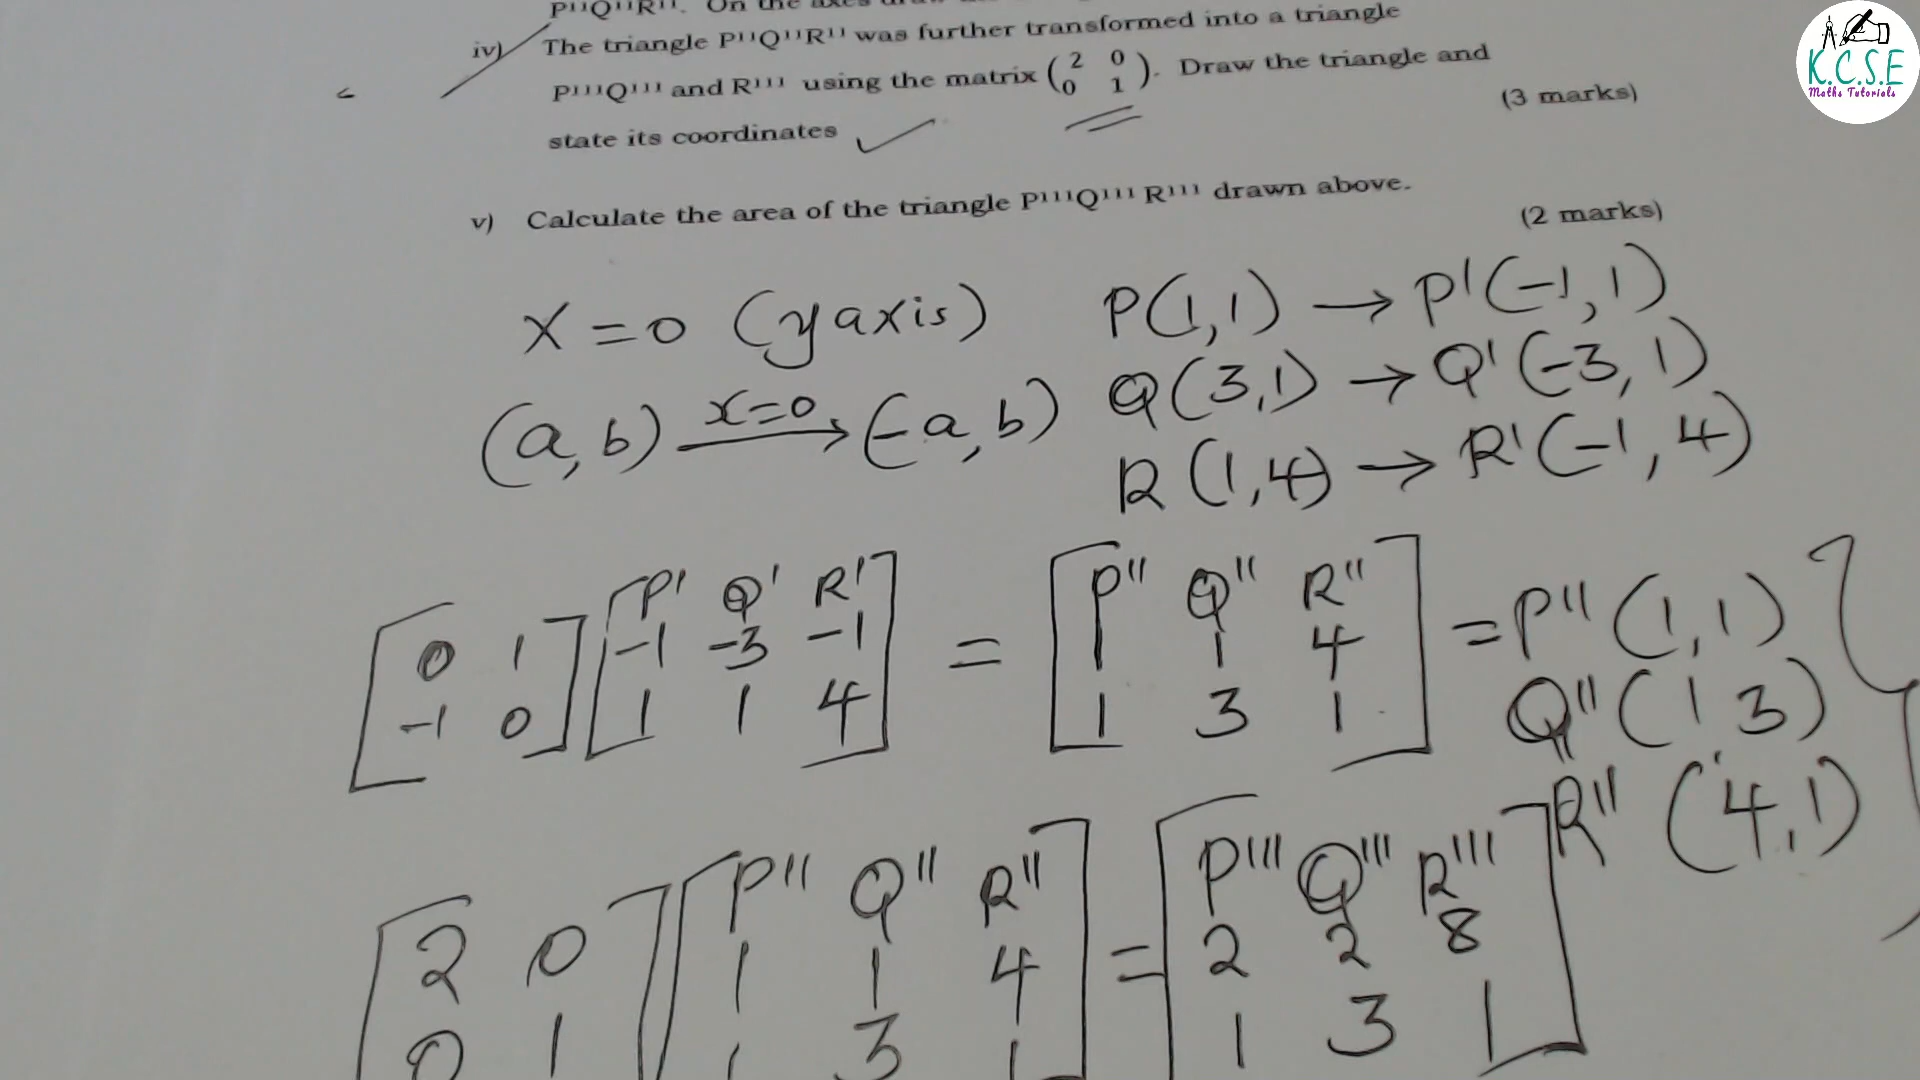 P'''Q'''R'''. On the axes draw
iv) The triangle P''Q''R'' was further transformed into a triangle
P'''Q''' and R''' using the matrix (2 0
0 1). Draw the triangle and
state its coordinates
(3 marks)
v) Calculate the area of the triangle P'''Q'''R''' drawn above.
(2 marks)
K.C.S.E
Maths Tutorials
X = 0 (y axis) P(1,1) → P'(-1,1)
(a,b) x=0 → (-a,b) Q(3,1) → Q'(-3,1)
R(1,4) → R'(-1,4)
P' Q' R' P'' Q'' R''
[0 1 [-1 -3 -1 = [1 1 4 = P''(1,1)
-1 0] 1 1 4] 1 3 1] Q''(1,3)
R''(4,1)
P'' Q'' R'' P''' Q''' R'''
[2 0 [1 1 4 = [2 2 8
0 1 1 3 1 1 3 1]